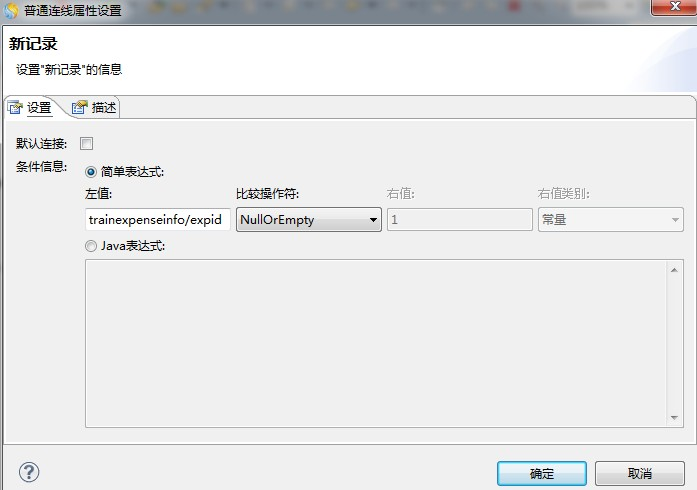 普通连线属性设置
新记录
设置"新记录"的信息
设置 描述
默认连接:
条件信息: 简单表达式:
左值: 比较操作符: 右值: 右值类别:
trainexpenseinfo/expid NullOrEmpty 1 常量
Java表达式:
确定 取消